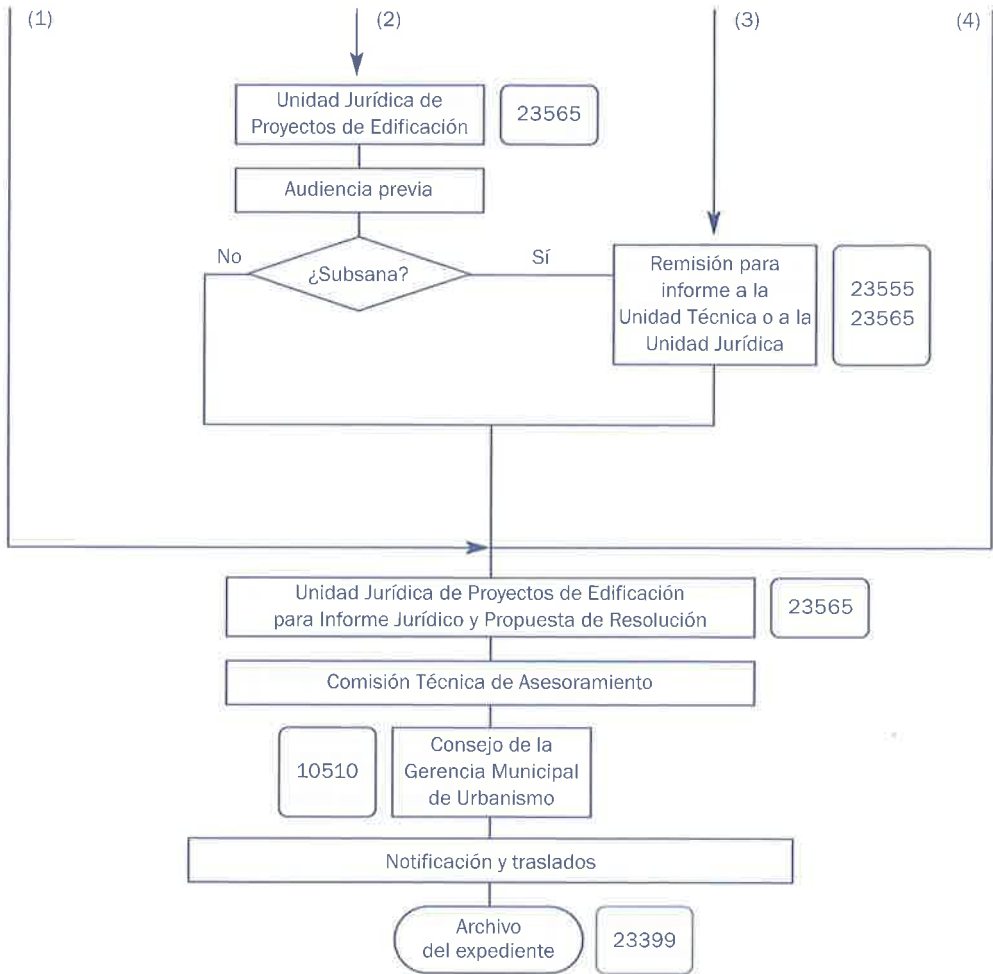 (1)
(2)
(3)
(4)
Unidad Jurídica de
Proyectos de Edificación
23565
Audiencia previa
No
¿Subsana?
Sí
Remisión para
informe a la
Unidad Técnica o a la
Unidad Jurídica
23555
23565
Unidad Jurídica de Proyectos de Edificación
para Informe Jurídico y Propuesta de Resolución
23565
Comisión Técnica de Asesoramiento
10510
Consejo de la
Gerencia Municipal
de Urbanismo
Notificación y traslados
Archivo
del expediente
23399